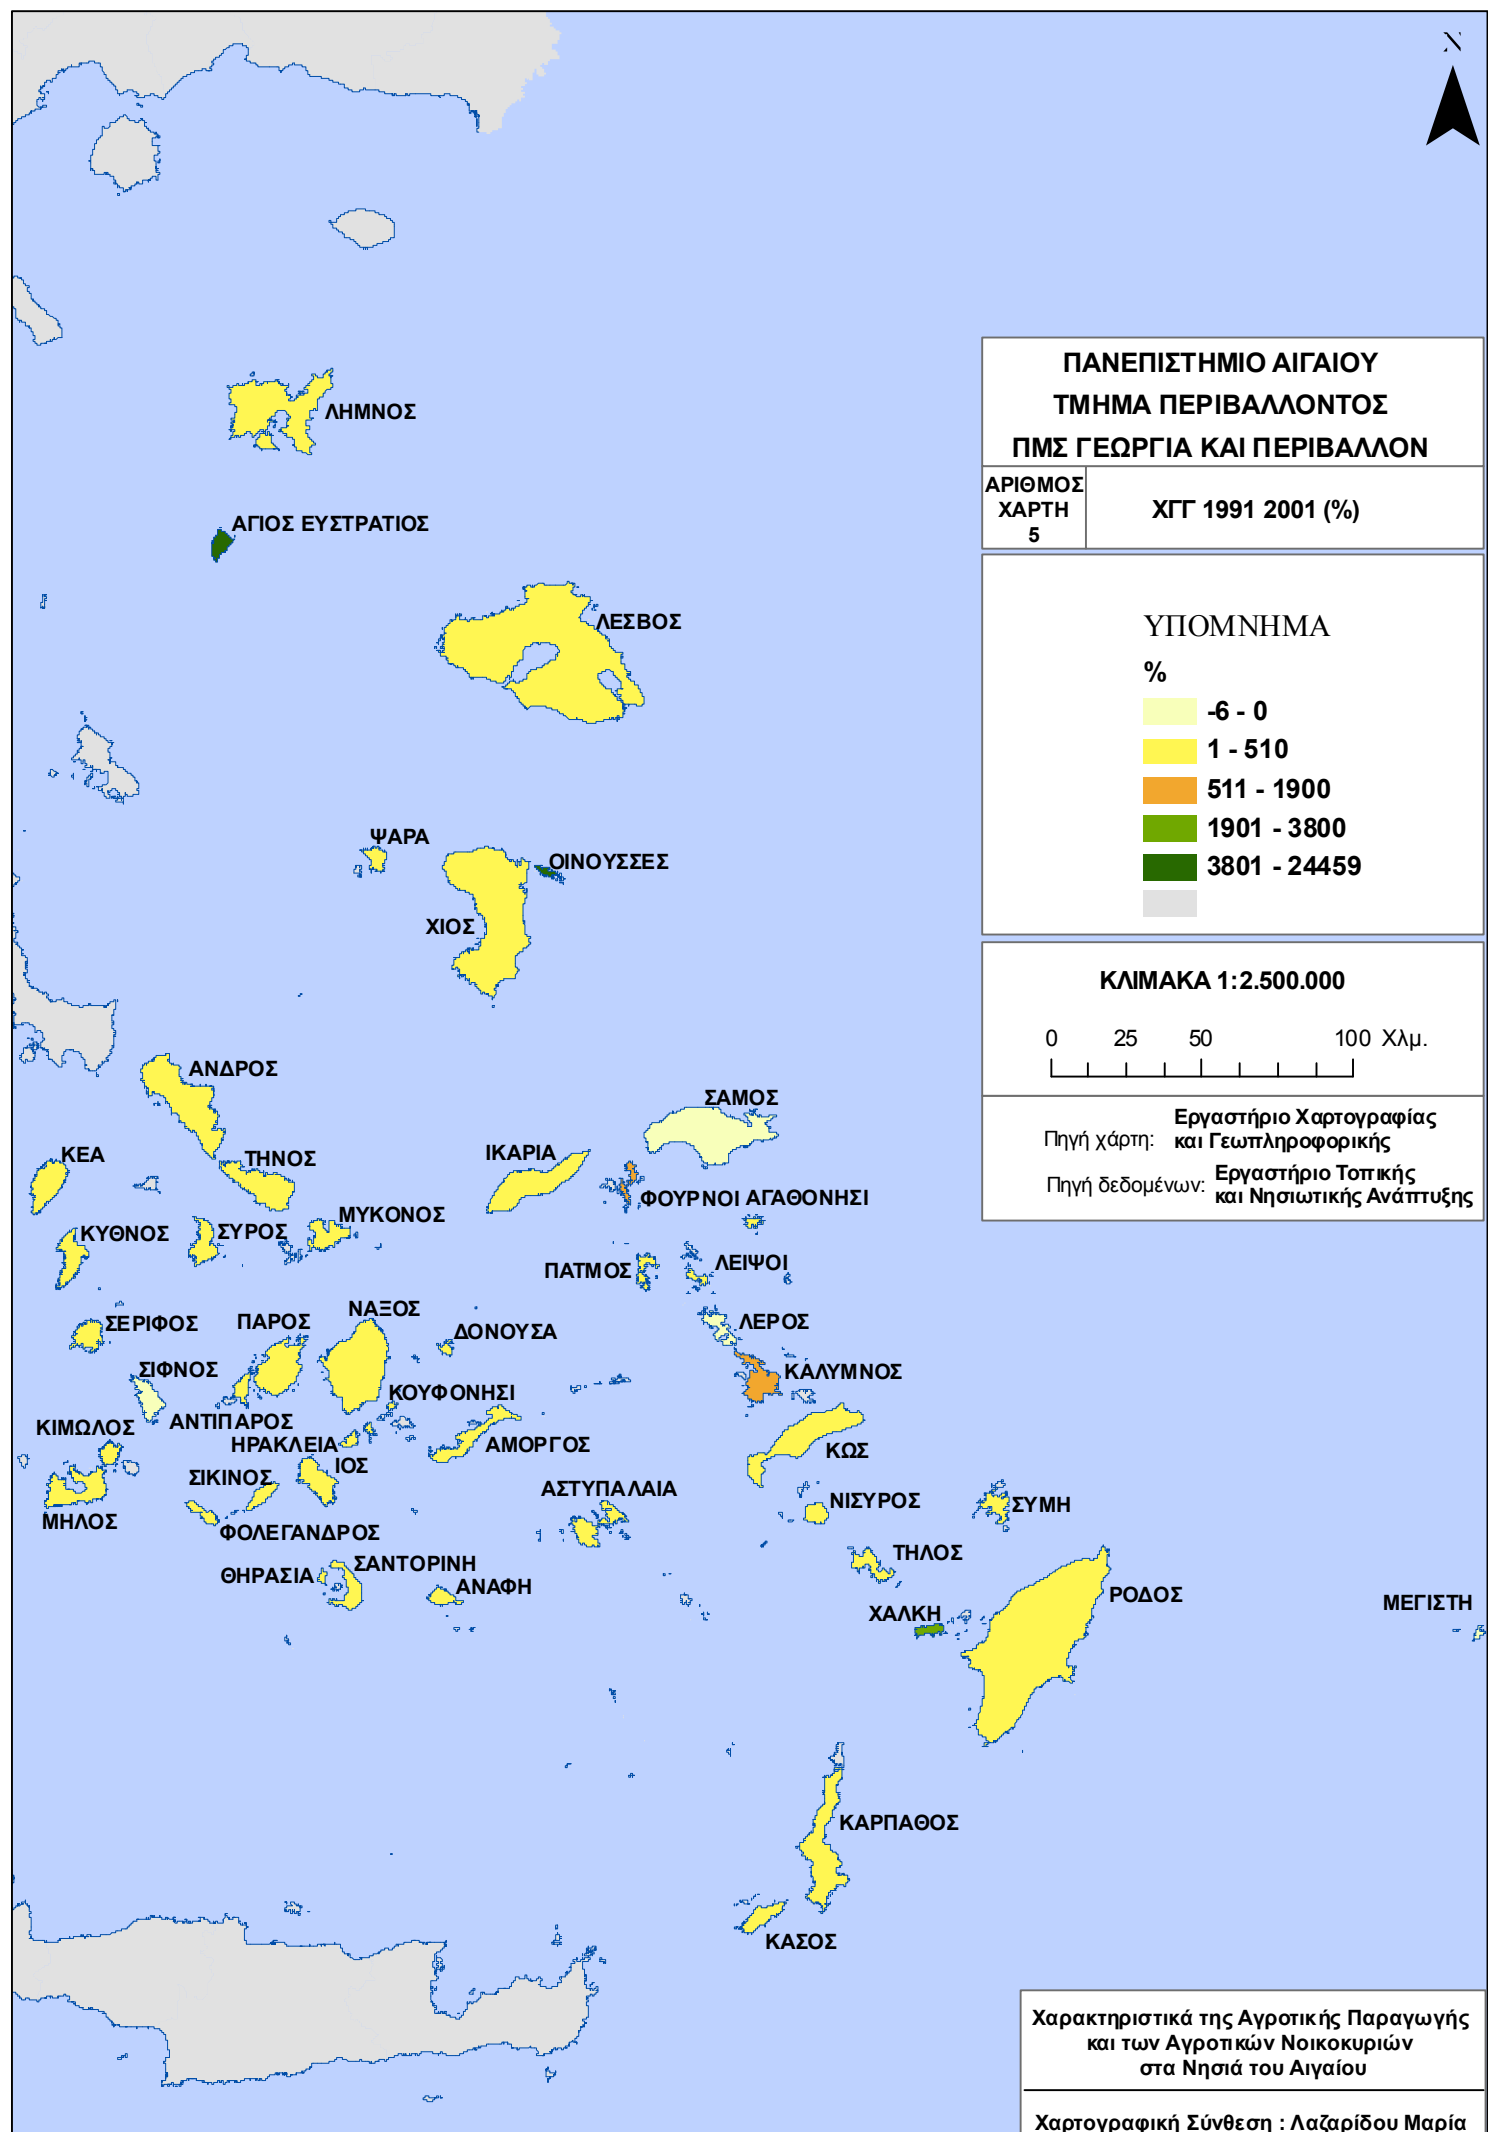 N
ΠΑΝΕΠΙΣΤΗΜΙΟ ΑΙΓΑΙΟΥ
ΤΜΗΜΑ ΠΕΡΙΒΑΛΛΟΝΤΟΣ
ΠΜΣ ΓΕΩΡΓΙΑ ΚΑΙ ΠΕΡΙΒΑΛΛΟΝ
ΑΡΙΘΜΟΣ
ΧΑΡΤΗ
5
ΧΓΓ 1991 2001 (%)
ΥΠΟΜΝΗΜΑ
%
-6 - 0
1 - 510
511 - 1900
1901 - 3800
3801 - 24459
ΚΛΙΜΑΚΑ 1:2.500.000
0 25 50 100 Χλμ.
Πηγή χάρτη: Εργαστήριο Χαρτογραφίας
και Γεωπληροφορικής
Πηγή δεδομένων: Εργαστήριο Τοπικής
και Νησιωτικής Ανάπτυξης
ΛΗΜΝΟΣ
ΑΓΙΟΣ ΕΥΣΤΡΑΤΙΟΣ
ΛΕΣΒΟΣ
ΨΑΡΑ
ΟΙΝΟΥΣΣΕΣ
ΧΙΟΣ
ΑΝΔΡΟΣ
ΣΑΜΟΣ
ΚΕΑ
ΤΗΝΟΣ
ΙΚΑΡΙΑ
ΦΟΥΡΝΟΙ ΑΓΑΘΟΝΗΣΙ
ΚΥΘΝΟΣ
ΣΥΡΟΣ
ΜΥΚΟΝΟΣ
ΠΑΤΜΟΣ
ΛΕΙΨΟΙ
ΣΕΡΙΦΟΣ
ΠΑΡΟΣ
ΝΑΞΟΣ
ΔΟΝΟΥΣΑ
ΛΕΡΟΣ
ΣΙΦΝΟΣ
ΚΑΛΥΜΝΟΣ
ΚΟΥΦΟΝΗΣΙ
ΚΙΜΩΛΟΣ
ΑΝΤΙΠΑΡΟΣ
ΗΡΑΚΛΕΙΑ
ΑΜΟΡΓΟΣ
ΚΩΣ
ΣΙΚΙΝΟΣ
ΙΟΣ
ΑΣΤΥΠΑΛΑΙΑ
ΝΙΣΥΡΟΣ
ΣΥΜΗ
ΜΗΛΟΣ
ΦΟΛΕΓΑΝΔΡΟΣ
ΤΗΛΟΣ
ΘΗΡΑΣΙΑ
ΣΑΝΤΟΡΙΝΗ
ΑΝΑΦΗ
ΡΟΔΟΣ
ΧΑΛΚΗ
ΜΕΓΙΣΤΗ
ΚΑΡΠΑΘΟΣ
ΚΑΣΟΣ
Χαρακτηριστικά της Αγροτικής Παραγωγής
και των Αγροτικών Νοικοκυριών
στα Νησιά του Αιγαίου
Χαρτογραφική Σύνθεση : Λαζαρίδου Μαρία